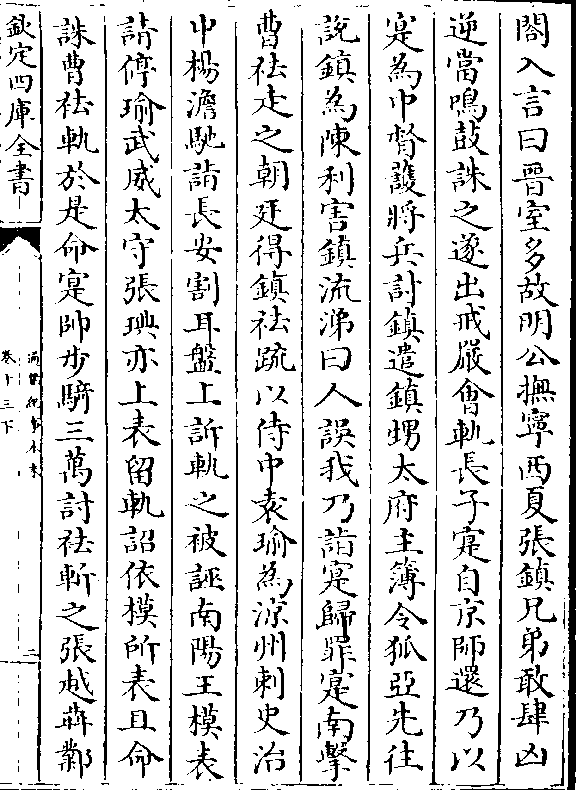 閤入言曰晉室多故明公撫寧西夏張鎮兄弟敢肆凶
逆當鳴鼓誅之遂出戒嚴會軌長子寔自京師還乃以
寔為中督護將兵討鎮遣鎮甥太府主簿令狐亞先往
說鎮為陳利害鎮流涕曰人誤我乃詣寔歸罪寔南擊
曹祛走之朝廷得鎮祛䟽以侍中袁瑜為涼州刺史治
中楊澹馳詣長安割耳盤上訴軌之被誣南陽王模表
請停瑜武威太守張琠亦上表留軌詔依模所表且命
誅曹祛軌於是命寔帥步騎三萬討祛斬之張越奔鄴
欽定四庫全書
通鑑紀事本末
卷十三下
二